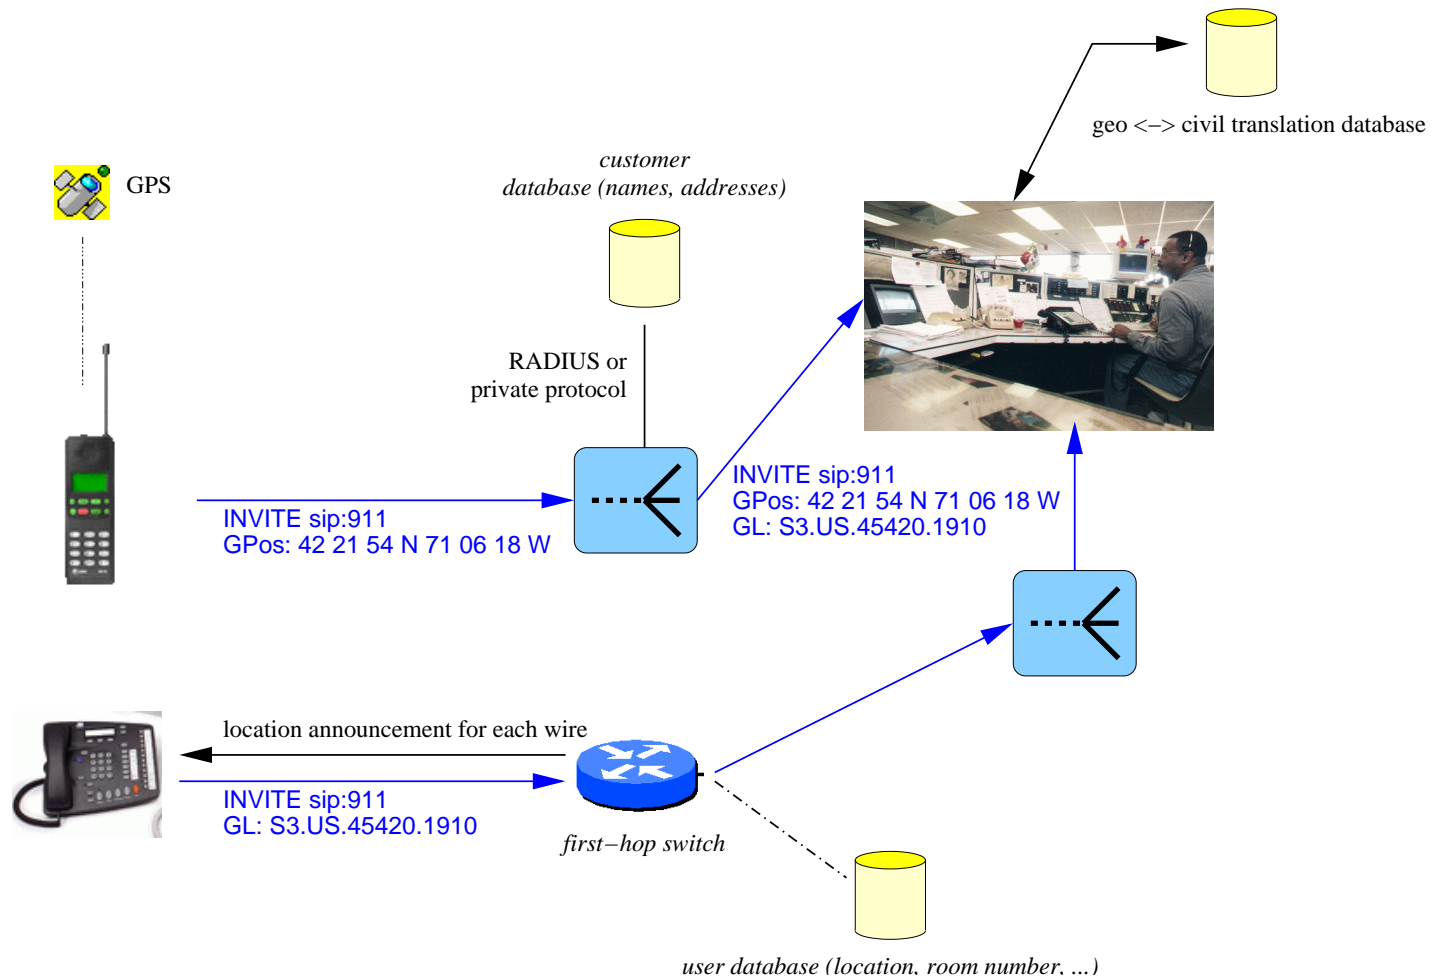 geo <−> civil translation database
customer
database (names, addresses)
GPS
RADIUS or
private protocol
INVITE sip:911
GPos: 42 21 54 N 71 06 18 W
GL: S3.US.45420.1910
INVITE sip:911
GPos: 42 21 54 N 71 06 18 W
location announcement for each wire
INVITE sip:911
GL: S3.US.45420.1910
first−hop switch
user database (location, room number, ...)